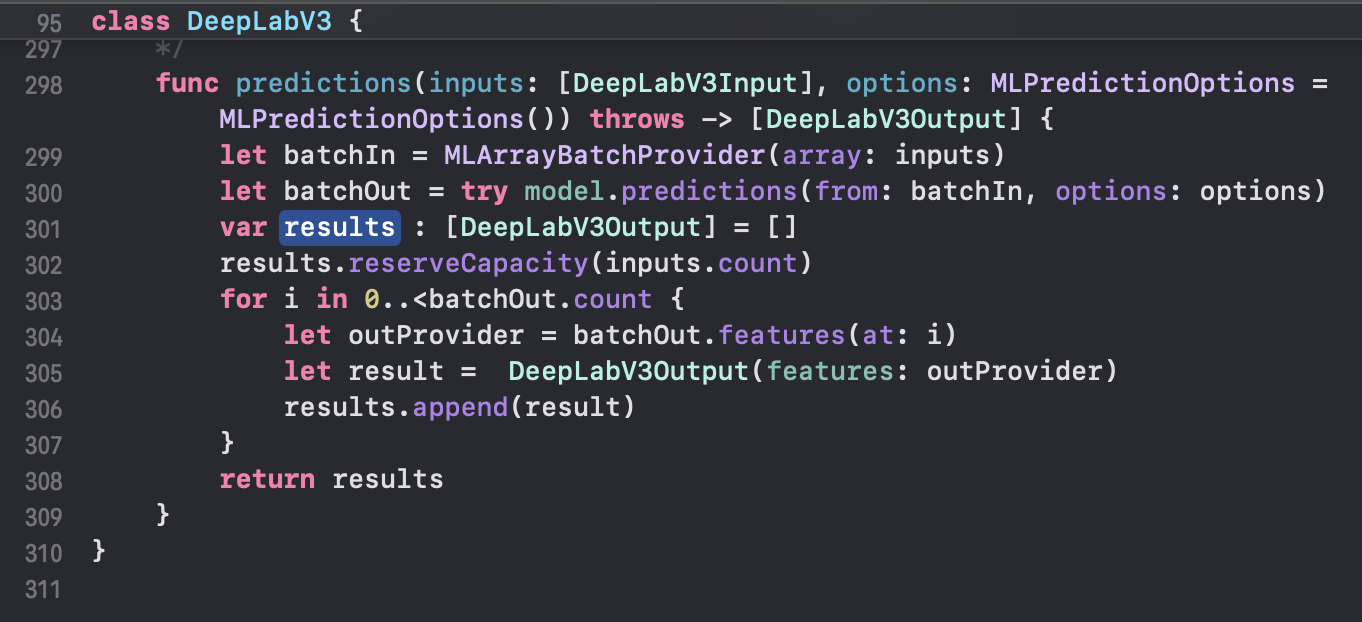 95 class DeepLabV3 {
297 */
298 func predictions(inputs: [DeepLabV3Input], options: MLPredictionOptions =
MLPredictionOptions()) throws -> [DeepLabV3Output] {
299 let batchIn = MLArrayBatchProvider(array: inputs)
300 let batchOut = try model.predictions(from: batchIn, options: options)
301 var results : [DeepLabV3Output] = []
302 results.reserveCapacity(inputs.count)
303 for i in 0..<batchOut.count {
304 let outProvider = batchOut.features(at: i)
305 let result =  DeepLabV3Output(features: outProvider)
306 results.append(result)
307 }
308 return results
309 }
310 }
311